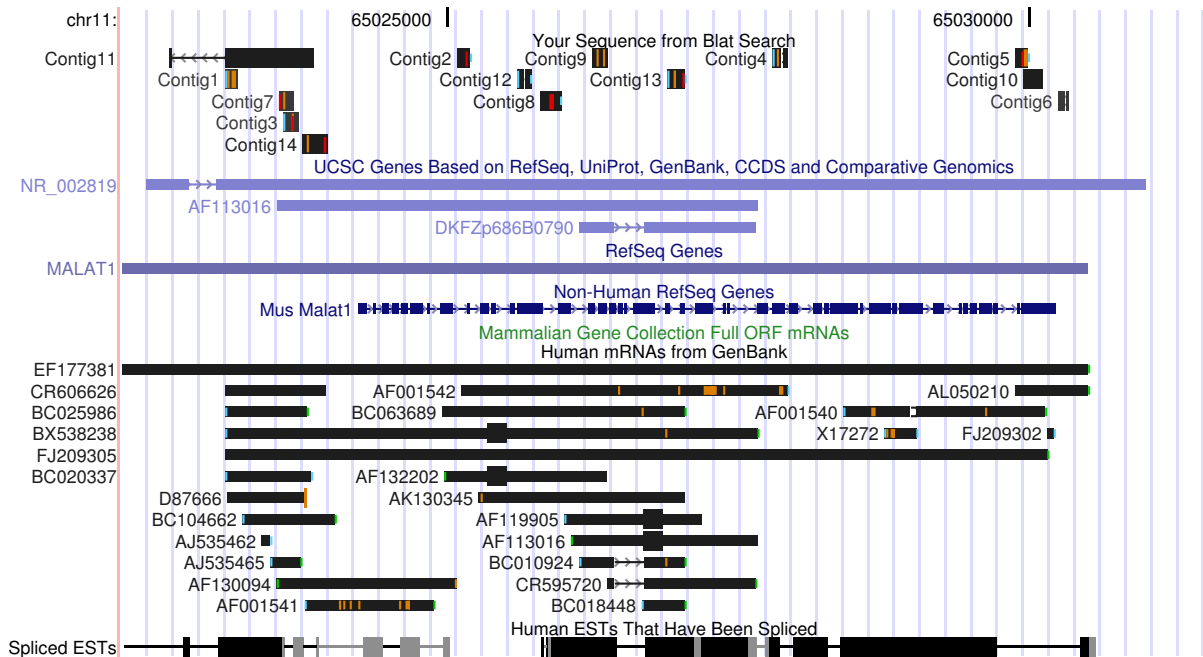 chr11: 65025000 65030000
Your Sequence from Blat Search
Contig11 Contig2 Contig9 Contig4 Contig5
Contig1 Contig12 Contig13 Contig10
Contig7 Contig8 Contig6
Contig3
Contig14
UCSC Genes Based on RefSeq, UniProt, GenBank, CCDS and Comparative Genomics
NR_002819
AF113016
DKFZp686B0790
RefSeq Genes
MALAT1
Non-Human RefSeq Genes
Mus Malat1
Mammalian Gene Collection Full ORF mRNAs
Human mRNAs from GenBank
EF177381
CR606626 AF001542 AL050210
BC025986 BC063689 AF001540
BX538238 X17272 FJ209302
FJ209305
BC020337 AF132202
D87666 AK130345
BC104662 AF119905
AJ535462 AF113016
AJ535465 BC010924
AF130094 CR595720
AF001541 BC018448
Human ESTs That Have Been Spliced
Spliced ESTs